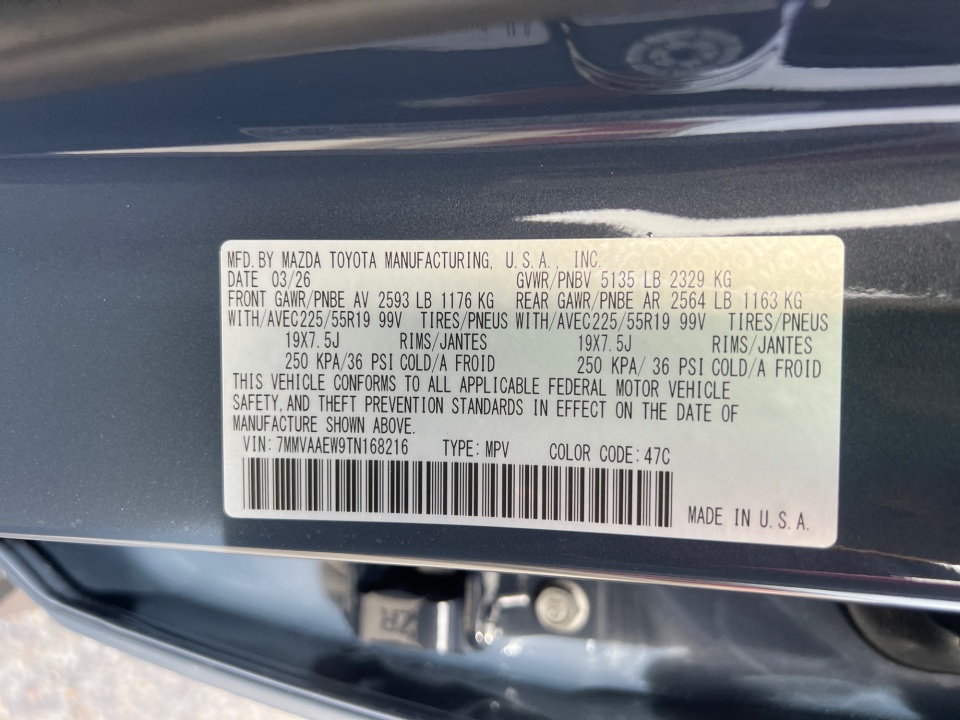 MFD. BY MAZDA TOYOTA MANUFACTURING, U.S.A., INC.
DATE 03/26 GVWR/PNBV 5135 LB 2329 KG
FRONT GAWR/PNBE AV 2593 LB 1176 KG REAR GAWR/PNBE AR 2564 LB 1163 KG
WITH/AVEC225/55R19 99V TIRES/PNEUS WITH/AVEC225/55R19 99V TIRES/PNEUS
19X7.5J RIMS/JANTES 19X7.5J RIMS/JANTES
250 KPA/36 PSI COLD/A FROID 250 KPA/ 36 PSI COLD/A FROID
THIS VEHICLE CONFORMS TO ALL APPLICABLE FEDERAL MOTOR VEHICLE
SAFETY, AND THEFT PREVENTION STANDARDS IN EFFECT ON THE DATE OF
MANUFACTURE SHOWN ABOVE.
VIN: 7MMVAAEW9TN168216 TYPE: MPV COLOR CODE: 47C
MADE IN U.S.A.
ZR